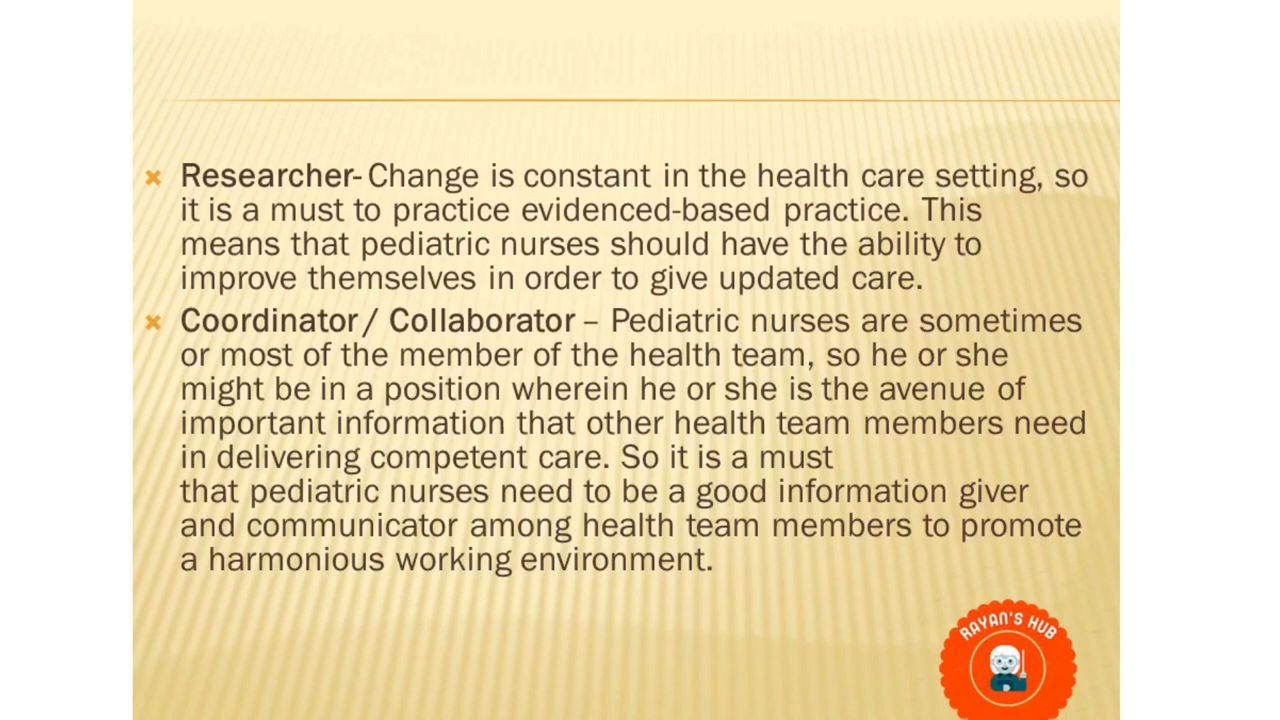 Researcher- Change is constant in the health care setting, so
it is a must to practice evidenced-based practice. This
means that pediatric nurses should have the ability to
improve themselves in order to give updated care.
Coordinator/ Collaborator – Pediatric nurses are sometimes
or most of the member of the health team, so he or she
might be in a position wherein he or she is the avenue of
important information that other health team members need
in delivering competent care. So it is a must
that pediatric nurses need to be a good information giver
and communicator among health team members to promote
a harmonious working environment.
RAYAN'S HUB